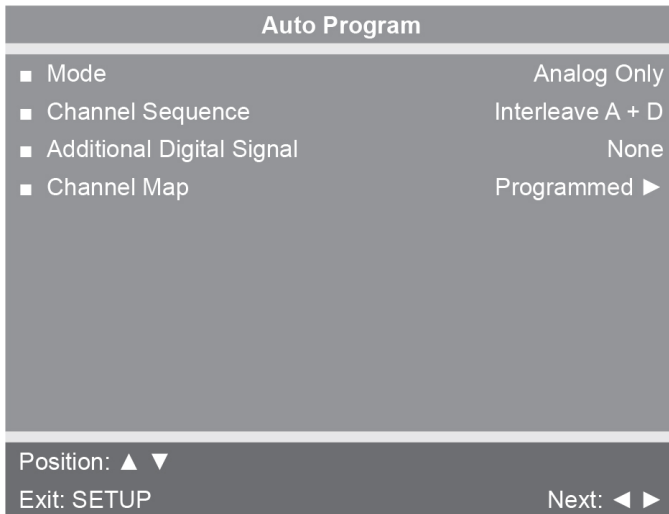 Auto Program
■ Mode Analog Only
■ Channel Sequence Interleave A + D
■ Additional Digital Signal None
■ Channel Map Programmed ►
Position: ▲ ▼
Exit: SETUP Next: ◄ ►